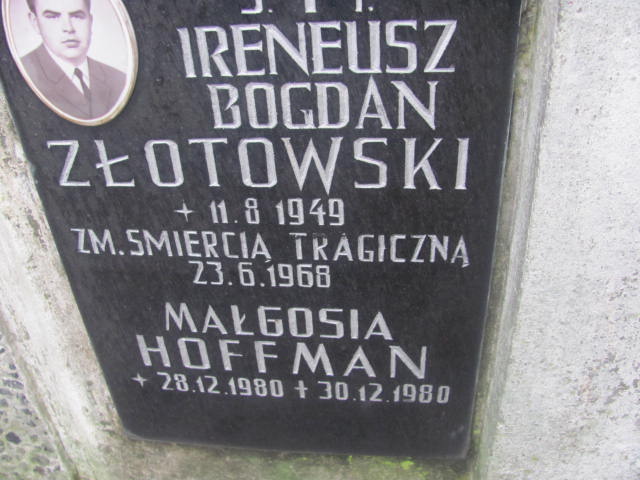 Ś. † P.
IRENEUSZ
BOGDAN
ZŁOTOWSKI
+ 11.8 1949
ZM. ŚMIERCIĄ TRAGICZNĄ
23.6.1968
MAŁGOSIA
HOFFMAN
+ 28.12.1980 + 30.12.1980